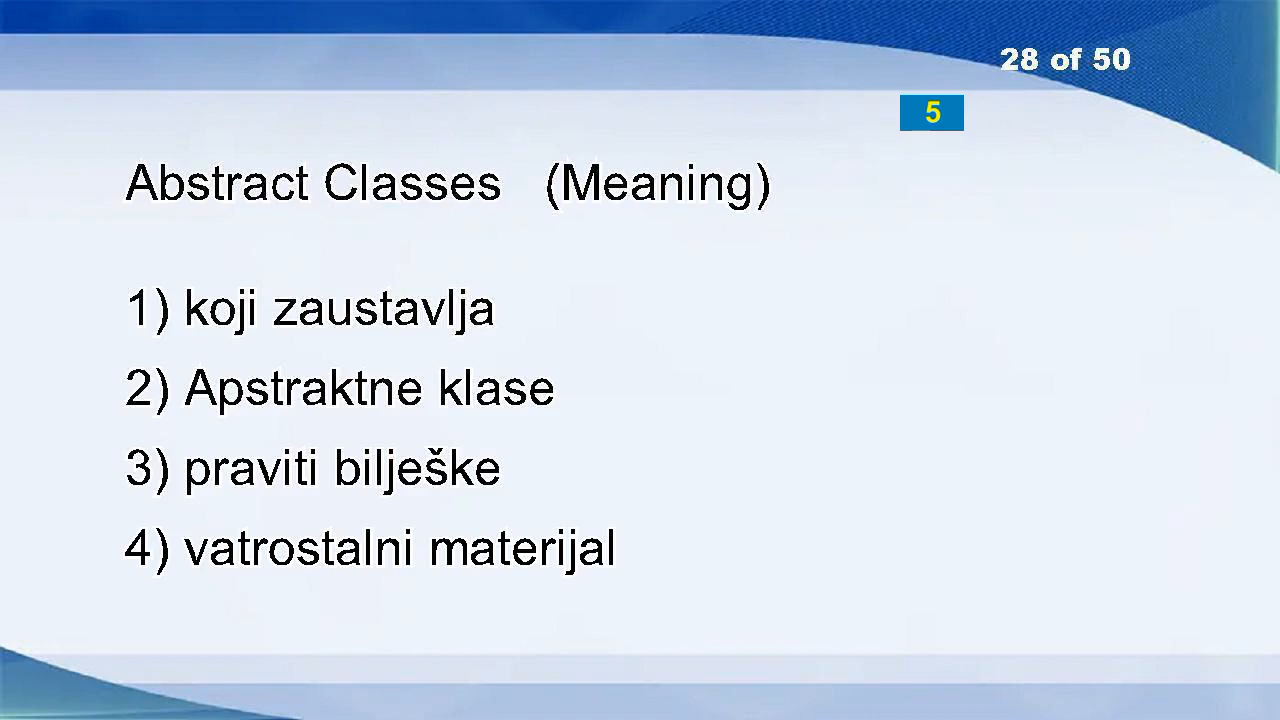 28 of 50
5
Abstract Classes (Meaning)
1) koji zaustavlja
2) Apstraktne klase
3) praviti bilješke
4) vatrostalni materijal